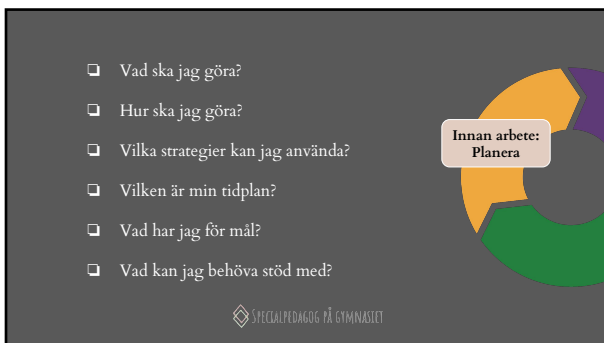 Vad ska jag göra?
Hur ska jag göra?
Vilka strategier kan jag använda?
Vilken är min tidplan?
Vad har jag för mål?
Vad kan jag behöva stöd med?
Innan arbete:
Planera
Specialpedagog på gymnasiet